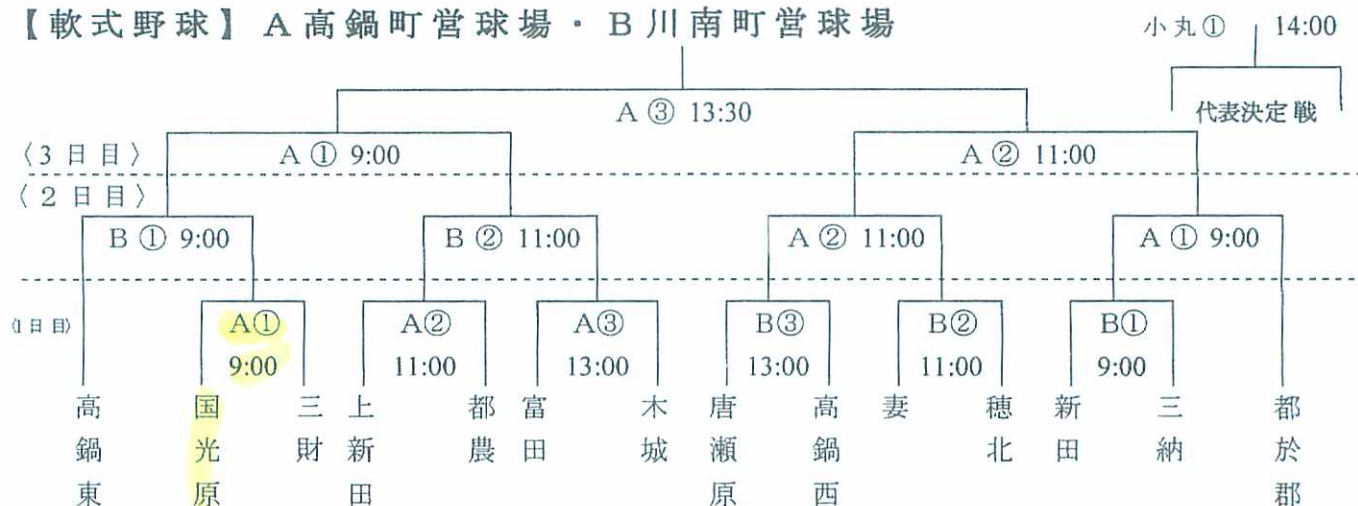 【軟式野球】 A高鍋町営球場・B川南町営球場
小丸① 14:00
代表決定戦
A ③ 13:30
〈3日目〉 A ① 9:00 A ② 11:00
〈2日目〉
B ① 9:00 B ② 11:00 A ② 11:00 A ① 9:00
〈1日目〉 A① A② A③ B③ B② B①
9:00 11:00 13:00 13:00 11:00 9:00
高鍋東
国光原
三財
上新田
都農
富田
木城
唐瀬原
高鍋西
妻
穂北
新田
三納
都於郡